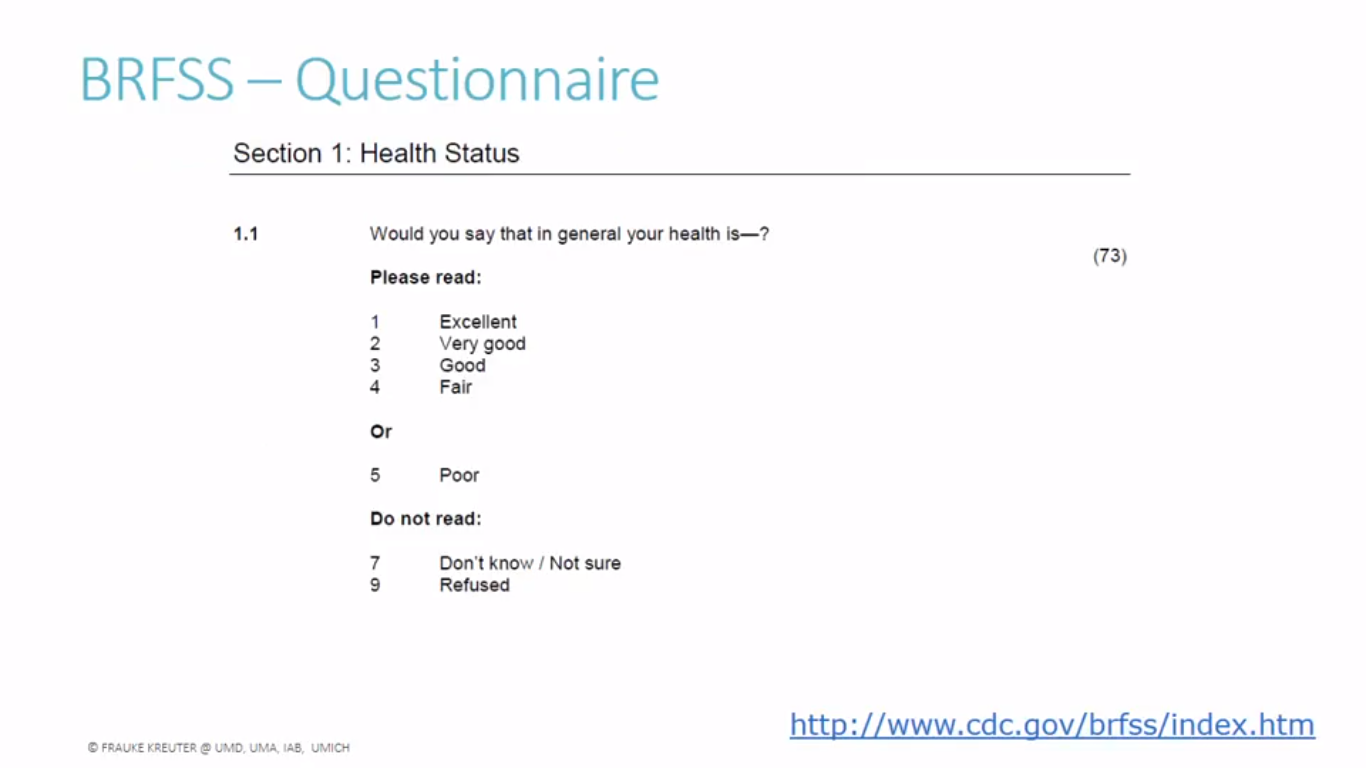 BRFSS – Questionnaire
Section 1: Health Status
1.1 Would you say that in general your health is—?
(73)
Please read:
1 Excellent
2 Very good
3 Good
4 Fair
Or
5 Poor
Do not read:
7 Don't know / Not sure
9 Refused
http://www.cdc.gov/brfss/index.htm
© FRAUKE KREUTER @ UMD, UMA, IAB, UMICH